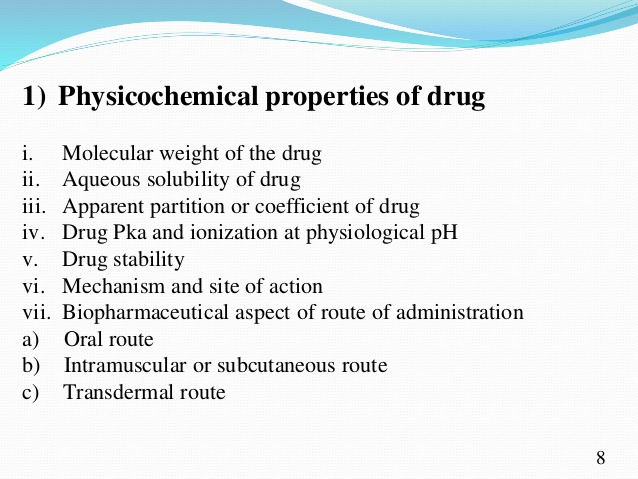 1) Physicochemical properties of drug
i. Molecular weight of the drug
ii. Aqueous solubility of drug
iii. Apparent partition or coefficient of drug
iv. Drug Pka and ionization at physiological pH
v. Drug stability
vi. Mechanism and site of action
vii. Biopharmaceutical aspect of route of administration
a) Oral route
b) Intramuscular or subcutaneous route
c) Transdermal route
8